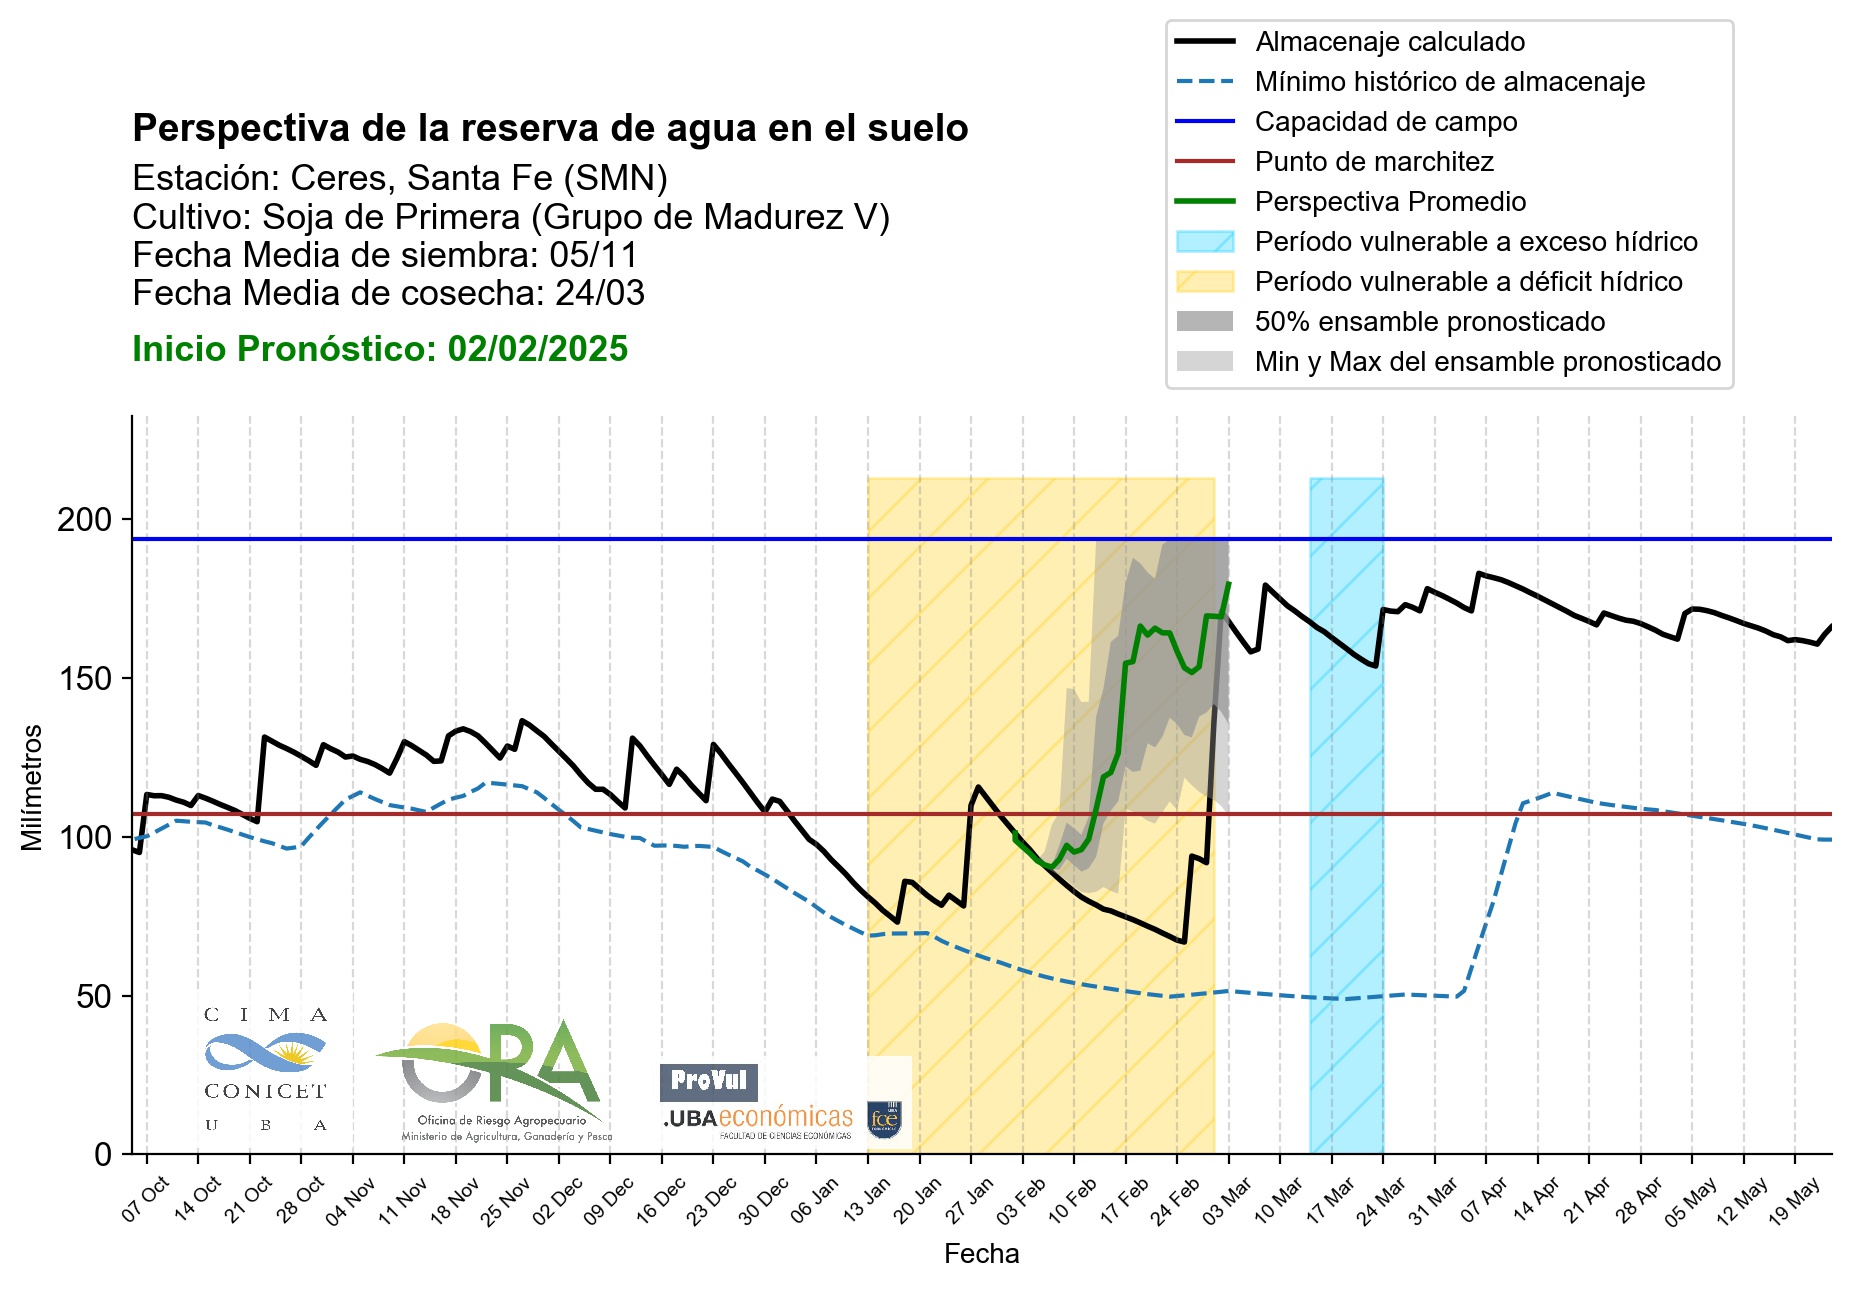 Almacenaje calculado
Mínimo histórico de almacenaje
Capacidad de campo
Punto de marchitez
Perspectiva Promedio
Período vulnerable a exceso hídrico
Período vulnerable a déficit hídrico
50% ensamble pronosticado
Min y Max del ensamble pronosticado
Perspectiva de la reserva de agua en el suelo
Estación: Ceres, Santa Fe (SMN)
Cultivo: Soja de Primera (Grupo de Madurez V)
Fecha Media de siembra: 05/11
Fecha Media de cosecha: 24/03
Inicio Pronóstico: 02/02/2025
Milímetros
200
150
100
50
0
CIMA
CONICET
UBA
ORA
Oficina de Riesgo Agropecuario
Ministerio de Agricultura, Ganadería y Pesca
ProVul
.UBAeconómicas
FACULTAD DE CIENCIAS ECONÓMICAS
UBA
fce
07 Oct
14 Oct
21 Oct
28 Oct
04 Nov
11 Nov
18 Nov
25 Nov
02 Dec
09 Dec
16 Dec
23 Dec
30 Dec
06 Jan
13 Jan
20 Jan
27 Jan
03 Feb
10 Feb
17 Feb
24 Feb
03 Mar
10 Mar
17 Mar
24 Mar
31 Mar
07 Apr
14 Apr
21 Apr
28 Apr
05 May
12 May
19 May
Fecha